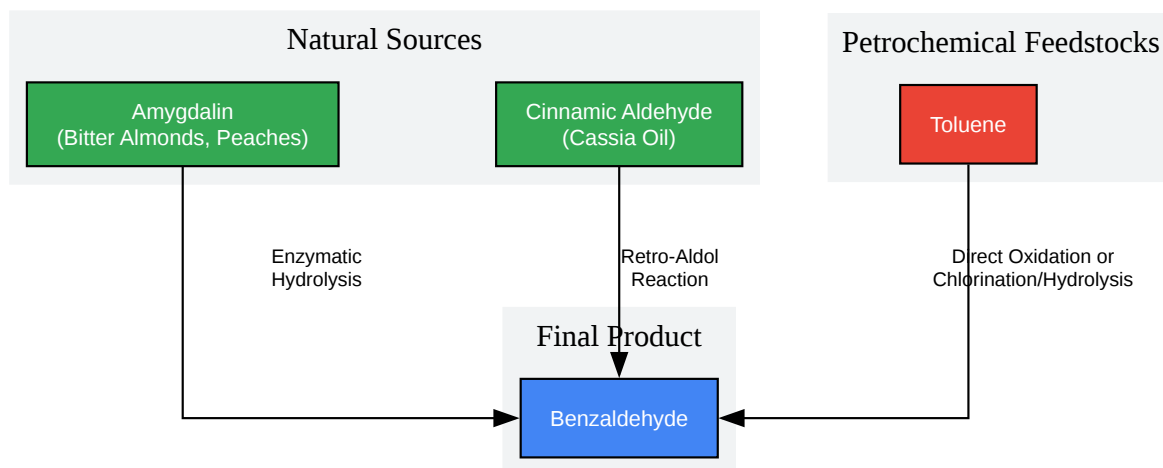 Natural Sources
Petrochemical Feedstocks
Amygdalin
(Bitter Almonds, Peaches)
Cinnamic Aldehyde
(Cassia Oil)
Toluene
Enzymatic
Hydrolysis
Retro-Aldol
Reaction
Direct Oxidation or
Chlorination/Hydrolysis
Final Product
Benzaldehyde